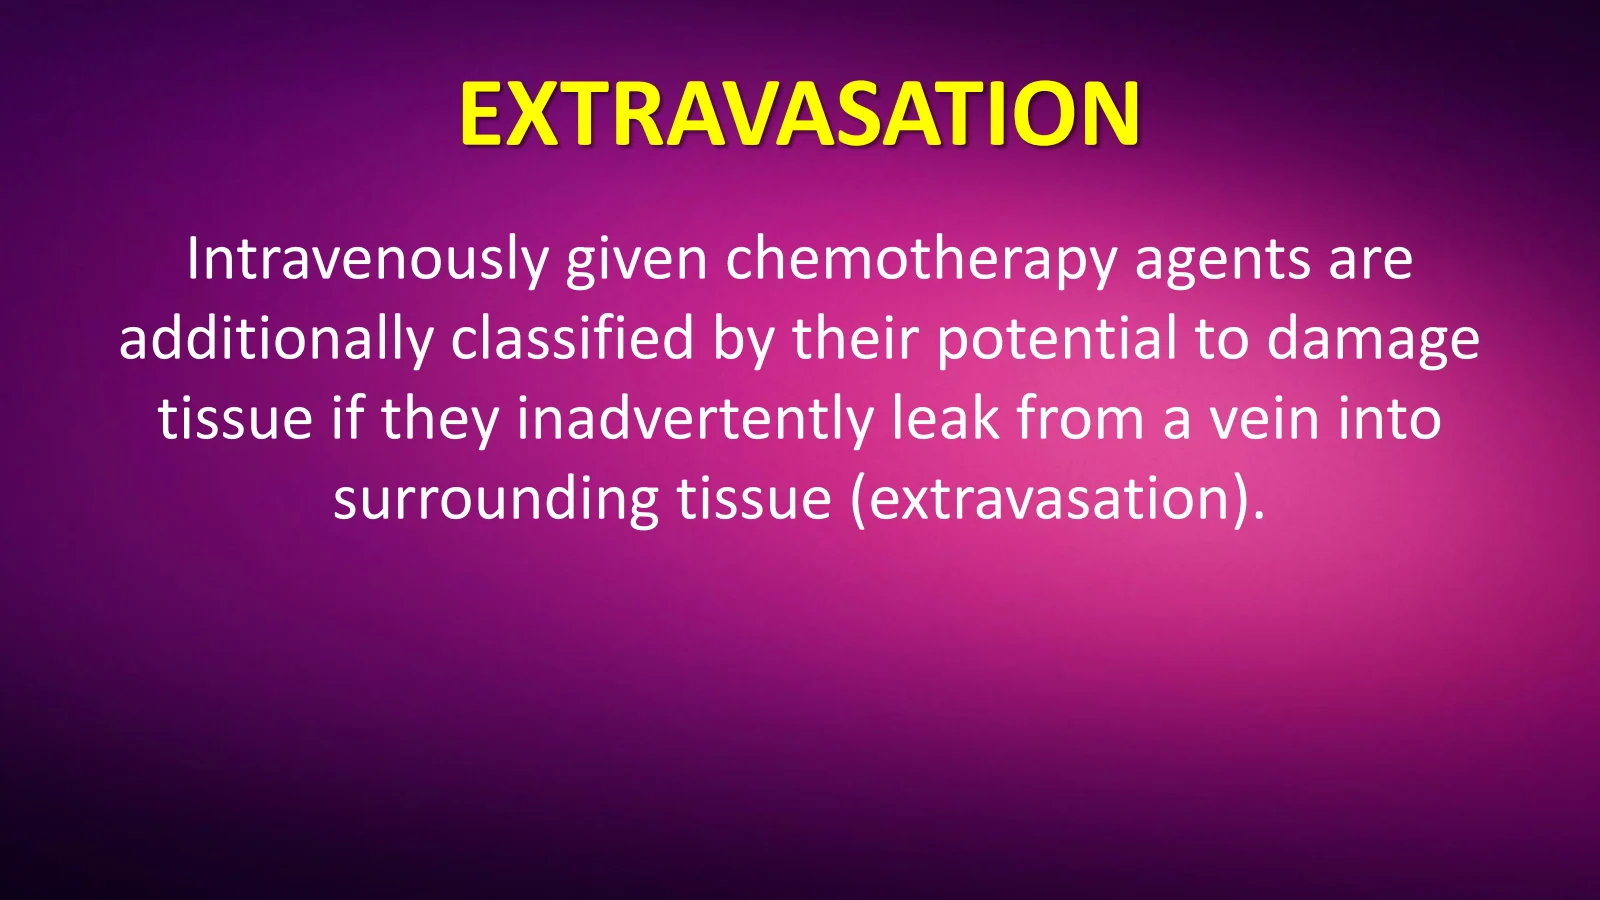 EXTRAVASATION
Intravenously given chemotherapy agents are
additionally classified by their potential to damage
tissue if they inadvertently leak from a vein into
surrounding tissue (extravasation).